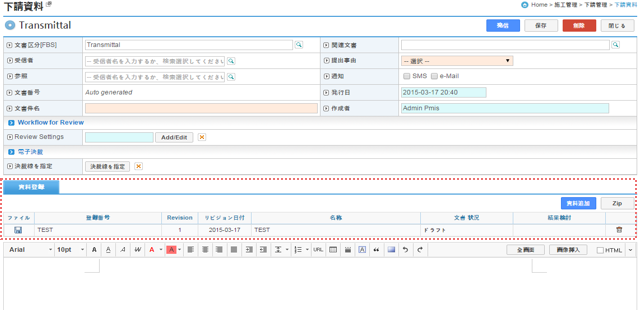 下請資料
Home > 施工管理 > 下請管理 > 下請資料
Transmittal
発信 保存 削除 閉じる
文書区分[FBS] Transmittal 関連文書
受信者 -- 受信者名を入力するか、検索選択してください 提出事由 -- 選択 --
参照 -- 受信者名を入力するか、検索選択してください 通知 SMS e-Mail
文書番号 Auto generated 発行日 2015-03-17 20:40
文書件名 作成者 Admin Pmis
Workflow for Review
Review Settings Add/Edit
電子決裁
決裁線を指定 決裁線を指定
資料登録
資料追加 Zip
ファイル 登録番号 Revision リビジョン日付 名称 文書 状況 結果検討
TEST 1 2015-03-17 TEST ドラフト
Arial 10pt A A A W A A URL 全画面 画像挿入 HTML